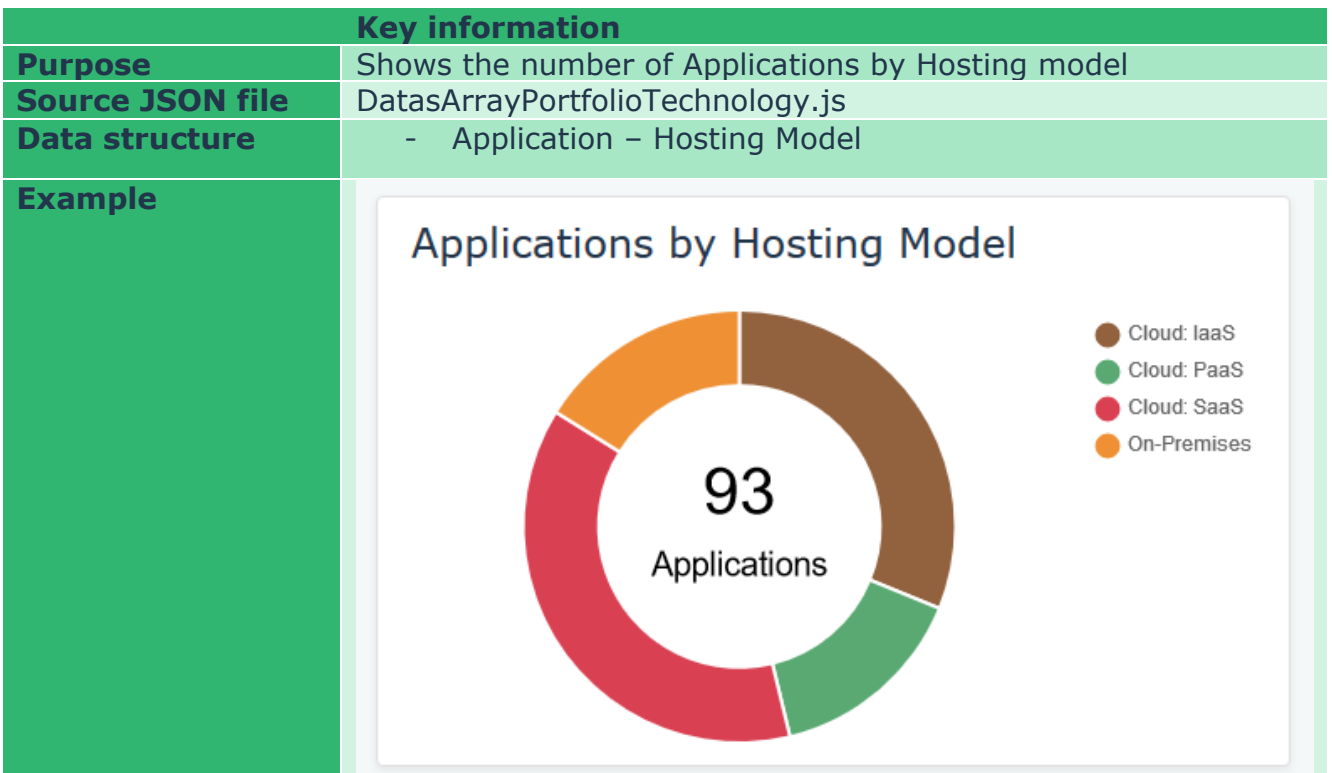 Key information
Purpose Shows the number of Applications by Hosting model
Source JSON file DatasArrayPortfolioTechnology.js
Data structure - Application – Hosting Model
Example
Applications by Hosting Model
Cloud: IaaS
Cloud: PaaS
Cloud: SaaS
On-Premises
93
Applications